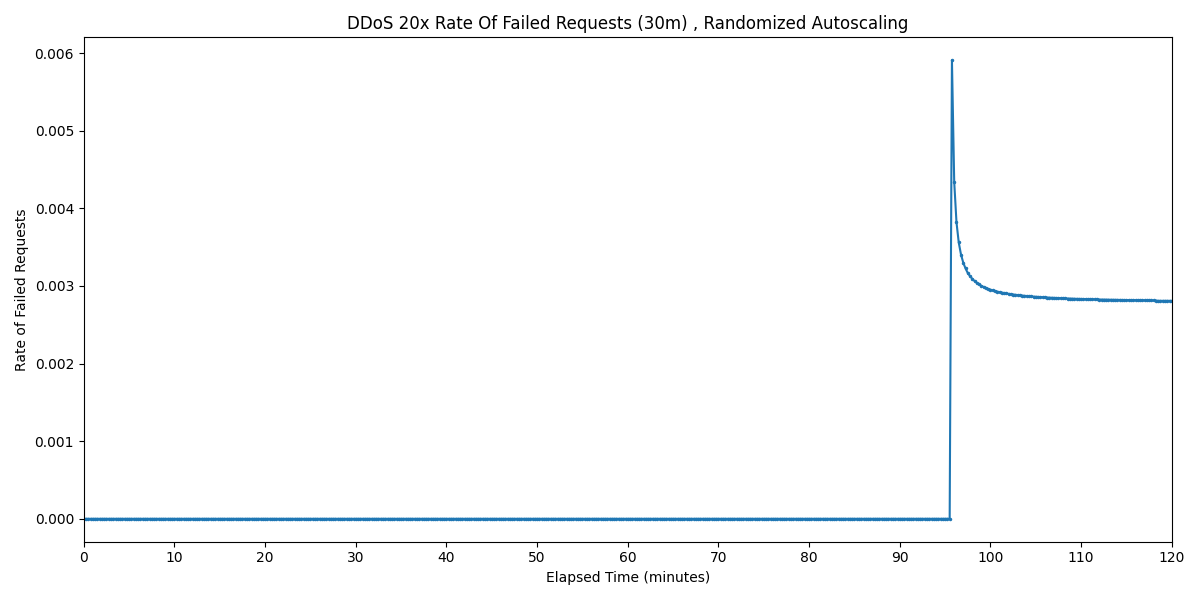 DDoS 20x Rate Of Failed Requests (30m) , Randomized Autoscaling
0.006
0.005
0.004
0.003
0.002
0.001
0.000
Rate of Failed Requests
0 10 20 30 40 50 60 70 80 90 100 110 120
Elapsed Time (minutes)